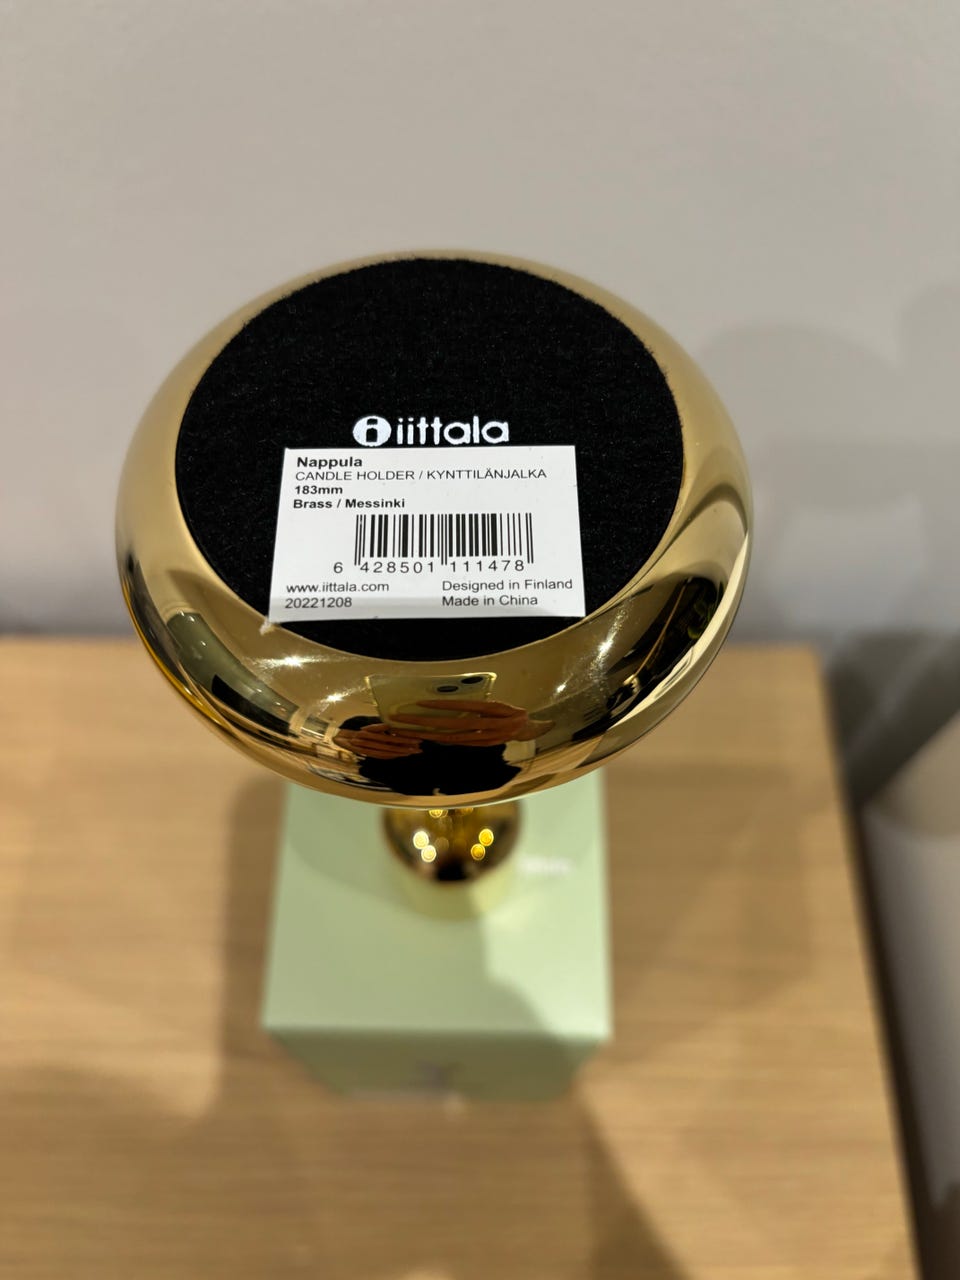 iittala
Nappula
CANDLE HOLDER / KYNTTILÄNJALKA
183mm
Brass / Messinki
6 428501 111478
www.iittala.com Designed in Finland
20221208 Made in China